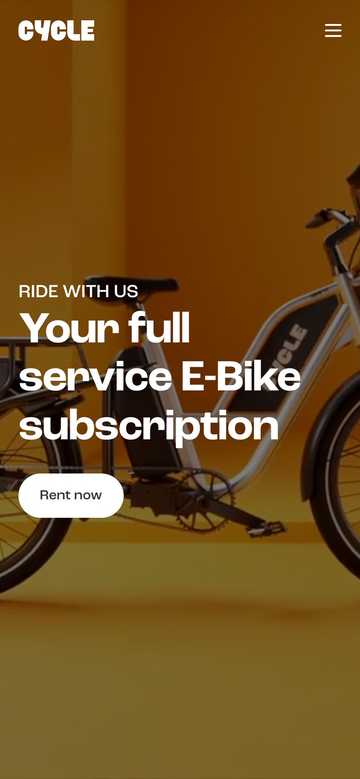 CYCLE
RIDE WITH US
Your full
service E-Bike
subscription
Rent now